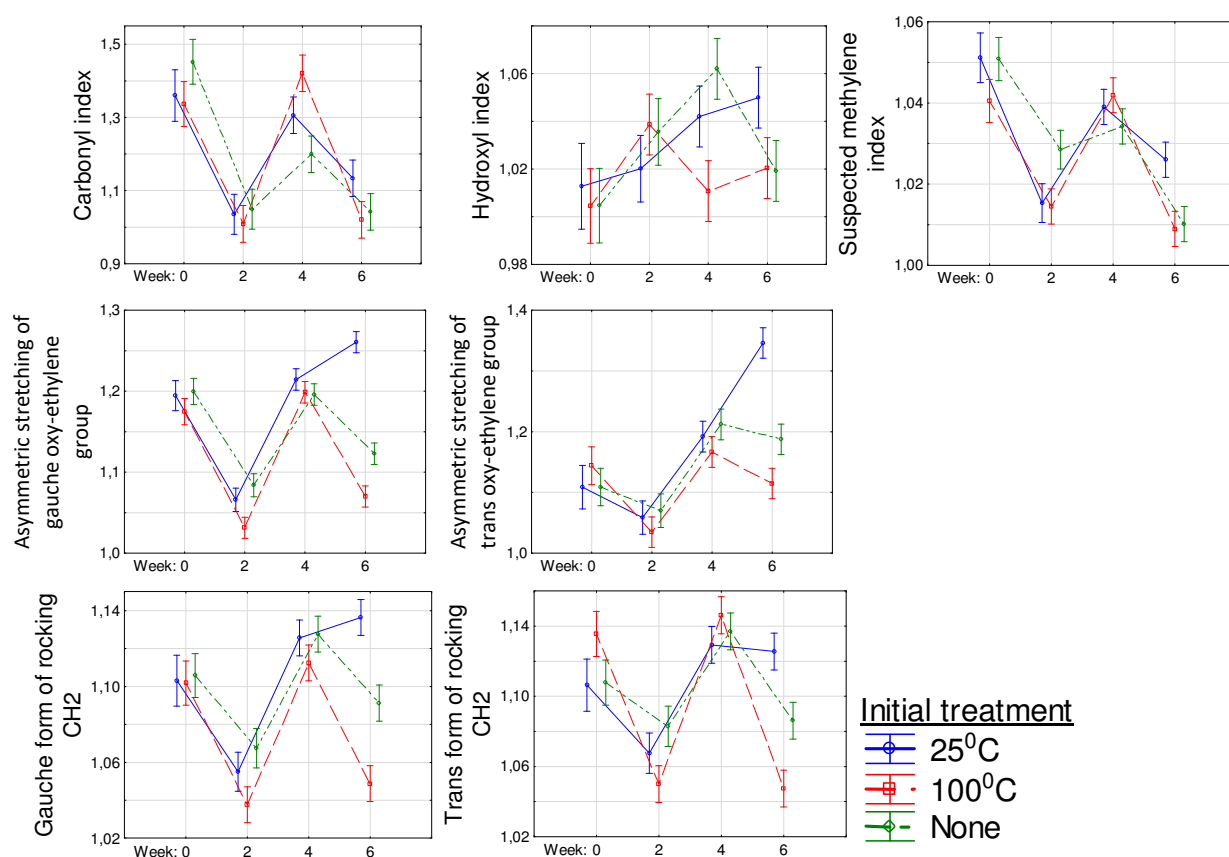 Carbonyl index
1,5
1,3
1,1
0,9
Week: 0 2 4 6
Hydroxyl index
1,06
1,02
0,98
Week: 0 2 4 6
Suspected methylene
index
1,06
1,04
1,02
1,00
Week: 0 2 4 6
Asymmetric stretching of
gauche oxy-ethylene
group
1,3
1,2
1,1
1,0
Week: 0 2 4 6
Asymmetric stretching of
trans oxy-ethylene group
1,4
1,2
1,0
Week: 0 2 4 6
Gauche form of rocking
CH2
1,14
1,10
1,06
1,02
Week: 0 2 4 6
Trans form of rocking
CH2
1,14
1,10
1,06
1,02
Week: 0 2 4 6
Initial treatment
25⁰C
100⁰C
None